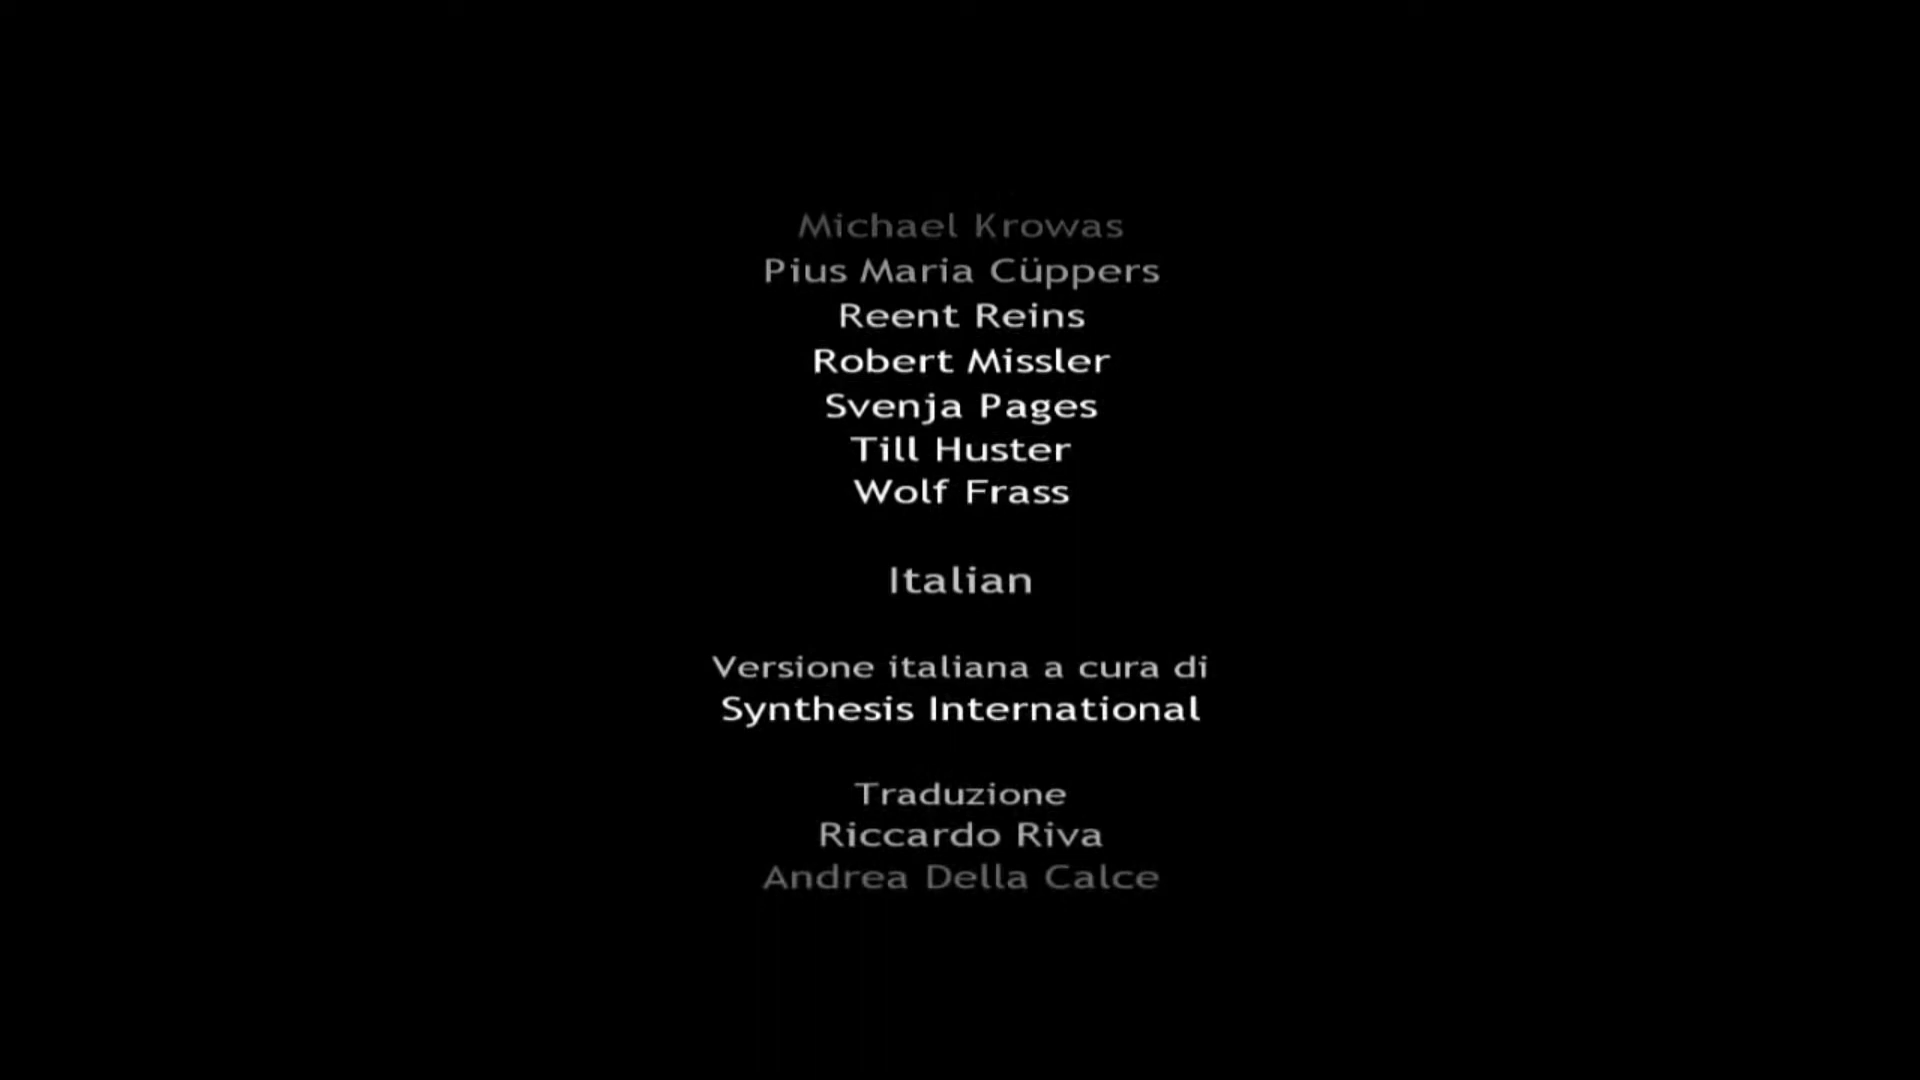 Michael Krowas
Pius Maria Cüppers
Reent Reins
Robert Missler
Svenja Pages
Till Huster
Wolf Frass
Italian
Versione italiana a cura di
Synthesis International
Traduzione
Riccardo Riva
Andrea Della Calce